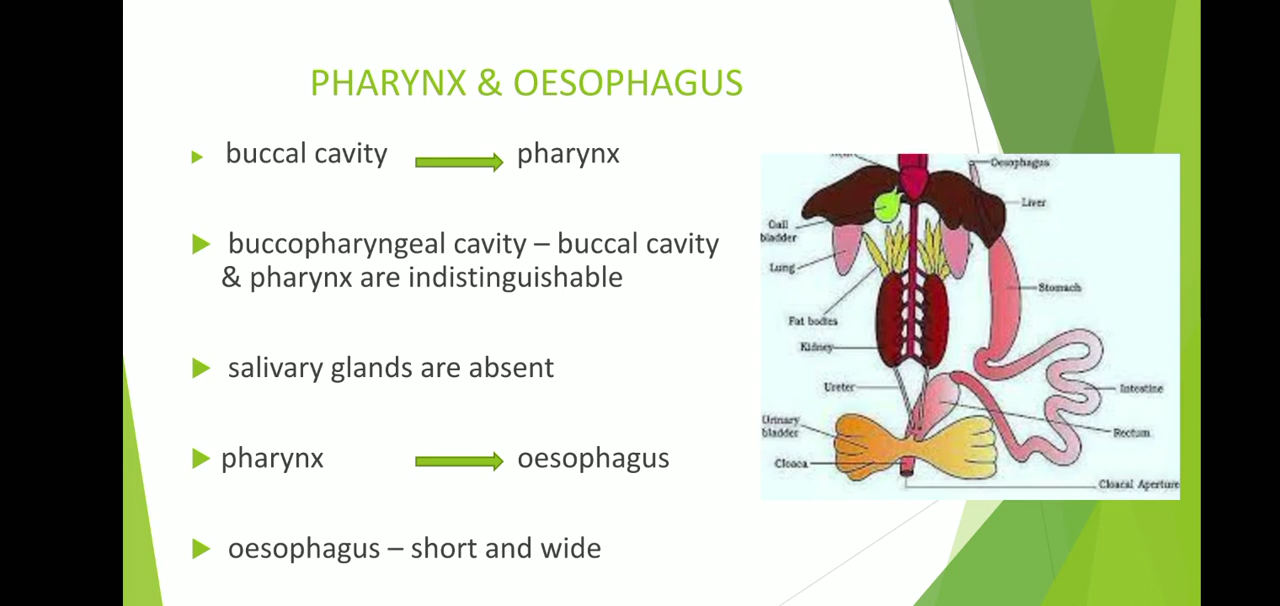 PHARYNX & OESOPHAGUS
buccal cavity pharynx
buccopharyngeal cavity – buccal cavity
& pharynx are indistinguishable
salivary glands are absent
pharynx oesophagus
oesophagus – short and wide
Oesophagus
Liver
Gall
bladder
Lung
Stomach
Fat bodies
Kidney
Ureter
Intestine
Urinary
bladder
Rectum
Cloaca
Cloacal Aperture